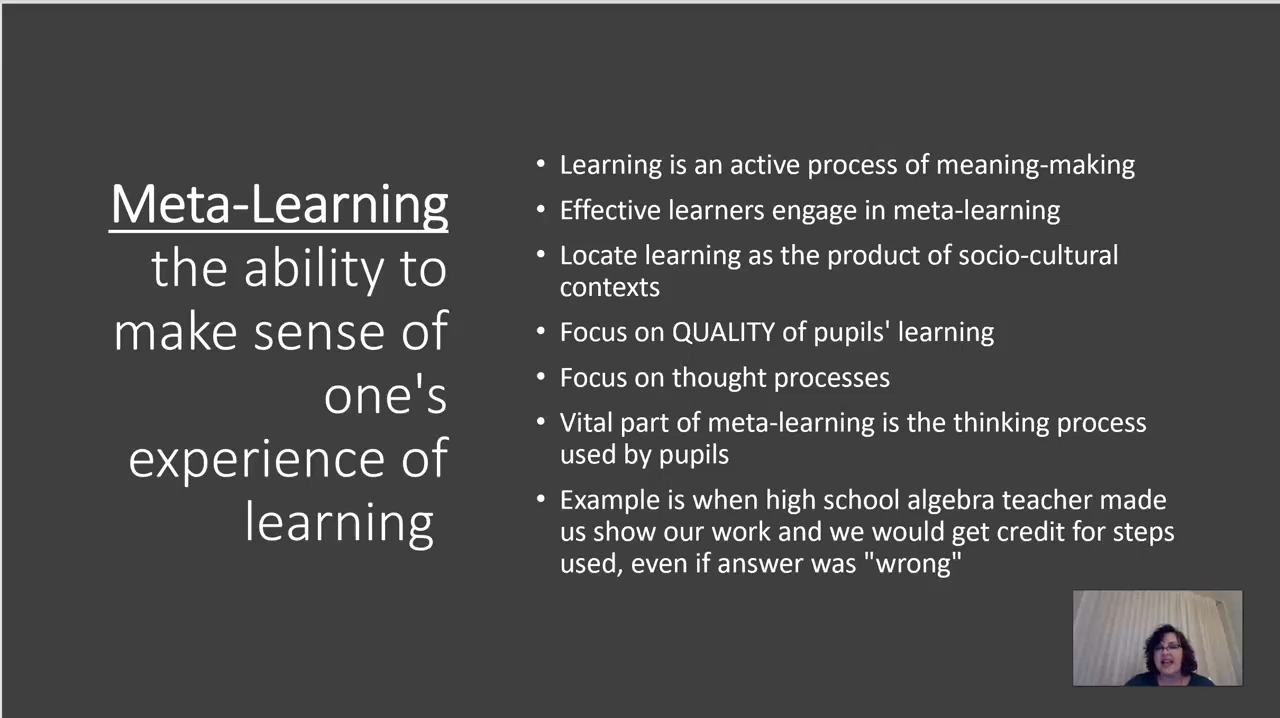 Meta-Learning
the ability to
make sense of
one's
experience of
learning
• Learning is an active process of meaning-making
• Effective learners engage in meta-learning
• Locate learning as the product of socio-cultural
contexts
• Focus on QUALITY of pupils' learning
• Focus on thought processes
• Vital part of meta-learning is the thinking process
used by pupils
• Example is when high school algebra teacher made
us show our work and we would get credit for steps
used, even if answer was "wrong"